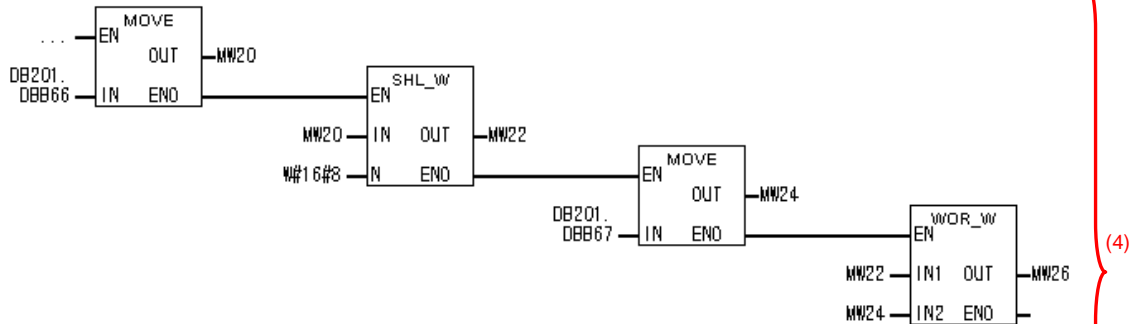 MOVE
... EN
OUT MW20
DB201.
DBB66 IN ENO
SHL_W
EN
MW20 IN OUT MW22
W#16#8 N ENO
MOVE
EN
OUT MW24
DB201.
DBB67 IN ENO
WOR_W
EN
(4)
MW22 IN1 OUT MW26
MW24 IN2 ENO